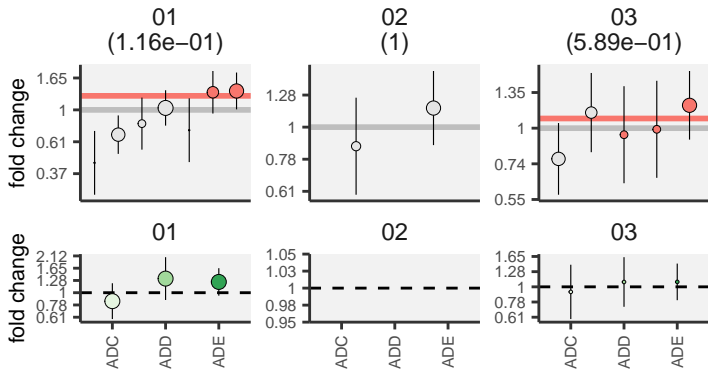 01
(1.16e−01)
02
(1)
03
(5.89e−01)
fold change
1.65
1
0.61
0.37
1.28
1
0.78
0.61
1.35
1
0.74
0.55
01
02
03
fold change
2.12
1.65
1.28
1
0.78
0.61
1.05
1.03
1
0.98
0.95
1.65
1.28
1
0.78
0.61
ADC
ADD
ADE
ADC
ADD
ADE
ADC
ADD
ADE